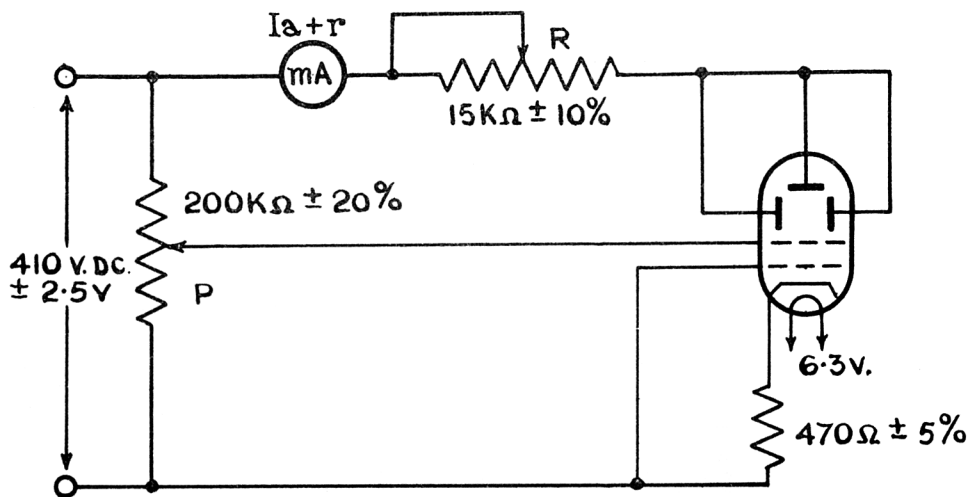 Ia+r
mA
R
15KΩ ± 10%
200KΩ ± 20%
410 V. DC.
± 2·5V
P
6·3V.
470Ω ± 5%